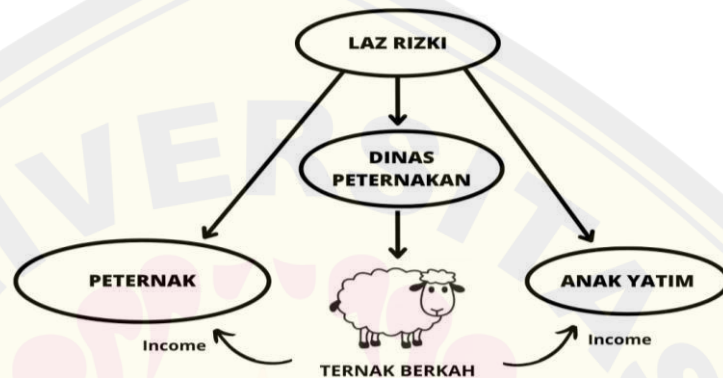 LAZ RIZKI
DINAS
PETERNAKAN
PETERNAK
ANAK YATIM
Income
Income
TERNAK BERKAH